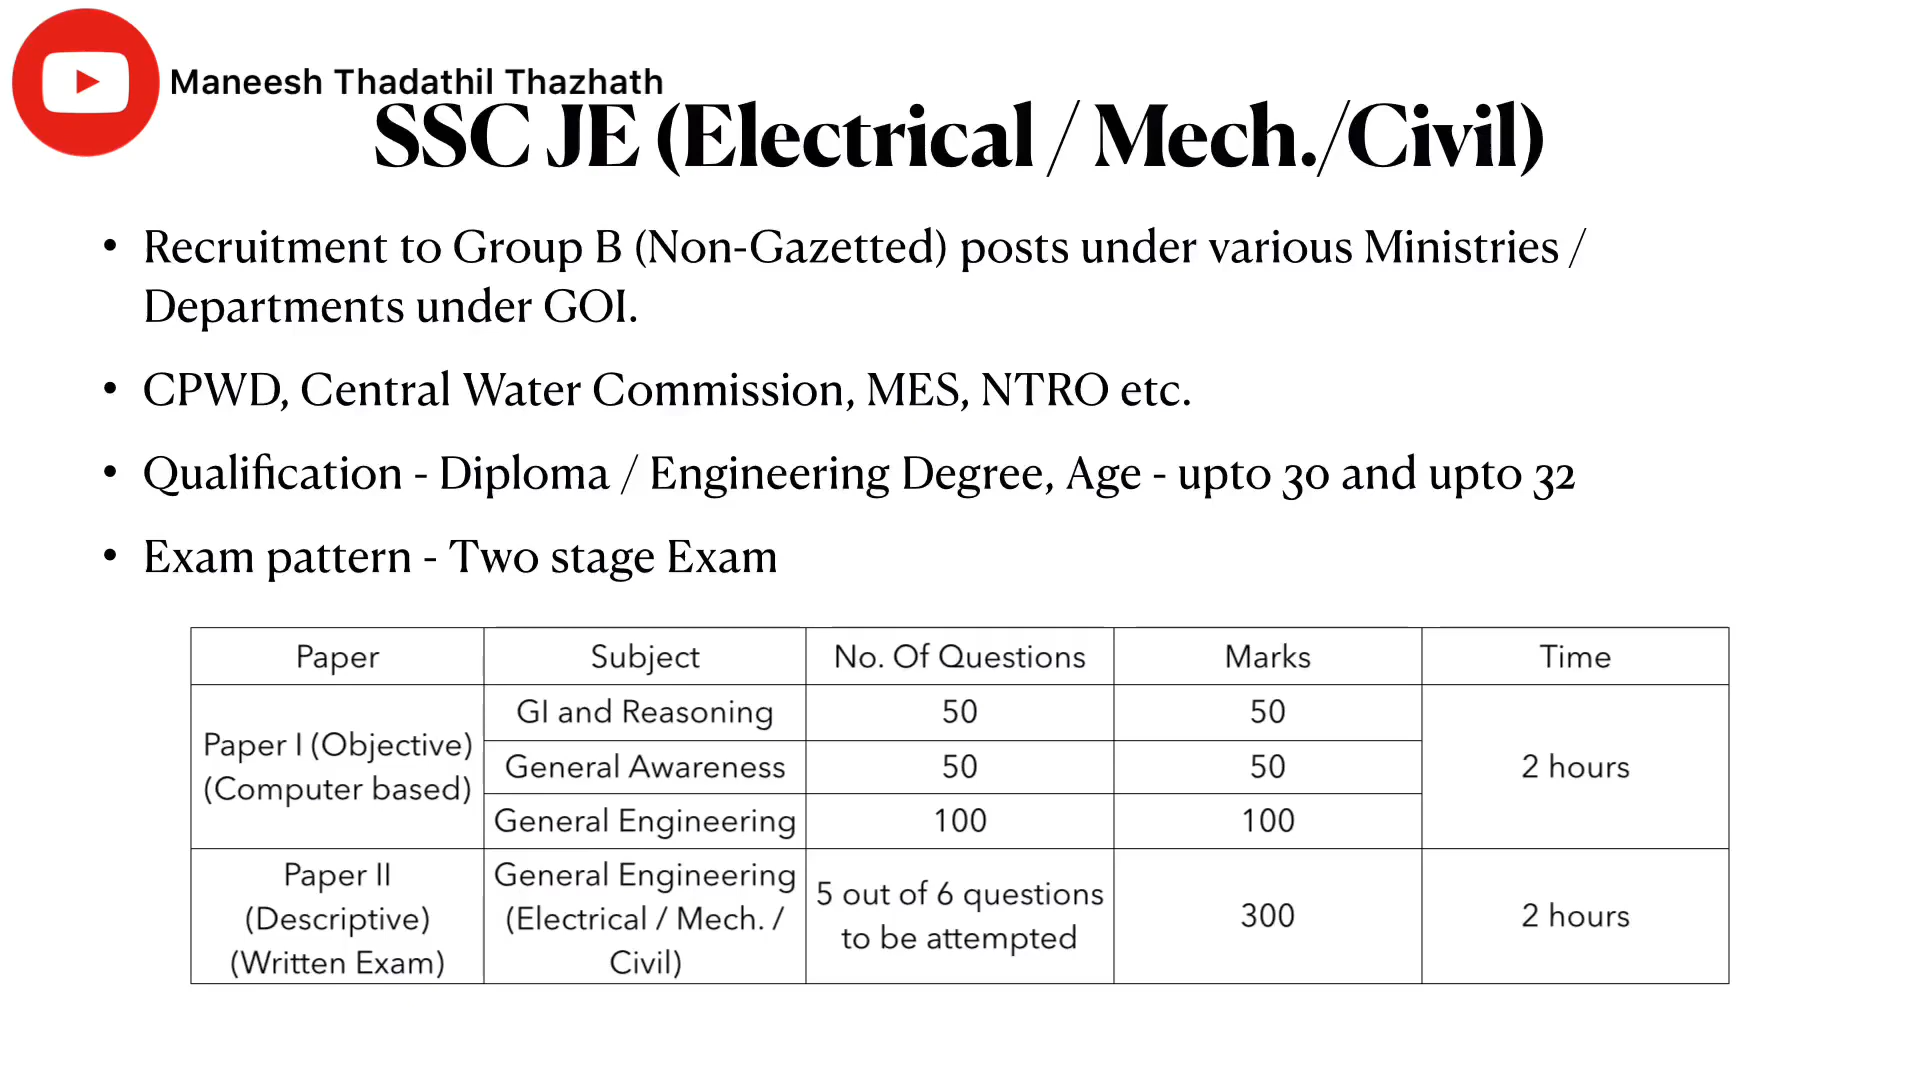 Maneesh Thadathil Thazhath
SSC JE (Electrical / Mech./Civil)
• Recruitment to Group B (Non-Gazetted) posts under various Ministries /
Departments under GOI.
• CPWD, Central Water Commission, MES, NTRO etc.
• Qualification - Diploma / Engineering Degree, Age - upto 30 and upto 32
• Exam pattern - Two stage Exam
Paper Subject No. Of Questions Marks Time
Paper I (Objective)
(Computer based)
GI and Reasoning 50 50
General Awareness 50 50
General Engineering 100 100
2 hours
Paper II
(Descriptive)
(Written Exam)
General Engineering
(Electrical / Mech. /
Civil)
5 out of 6 questions
to be attempted
300
2 hours